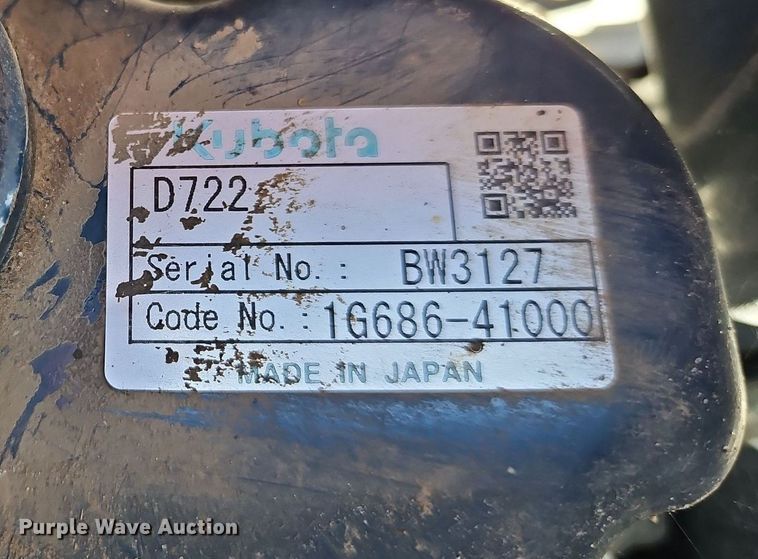 Kubota
D722
Serial No. : BW3127
Code No. : 1G686-41000
MADE IN JAPAN
Purple Wave Auction